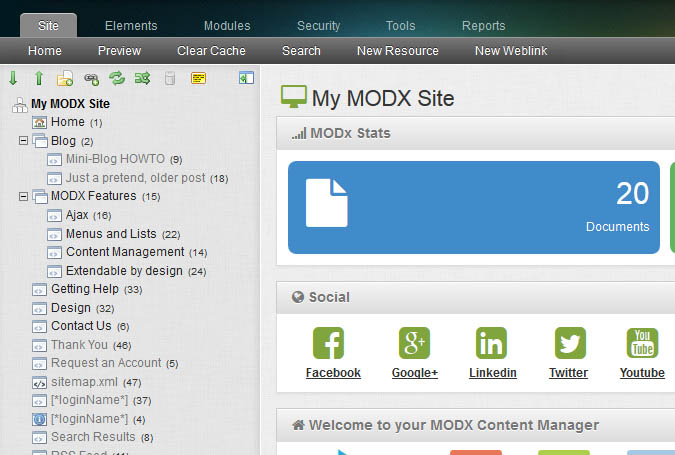 Site Elements Modules Security Tools Reports
Home Preview Clear Cache Search New Resource New Weblink
My MODX Site
Home (1)
Blog (2)
Mini-Blog HOWTO (9)
Just a pretend, older post (18)
MODX Features (15)
Ajax (16)
Menus and Lists (22)
Content Management (14)
Extendable by design (24)
Getting Help (33)
Design (32)
Contact Us (6)
Thank You (46)
Request an Account (5)
sitemap.xml (47)
[*loginName*] (37)
[*loginName*] (4)
Search Results (8)
RSS Feed (11)
My MODX Site
MODx Stats
20
Documents
Social
Facebook Google+ Linkedin Twitter Youtube
Welcome to your MODX Content Manager